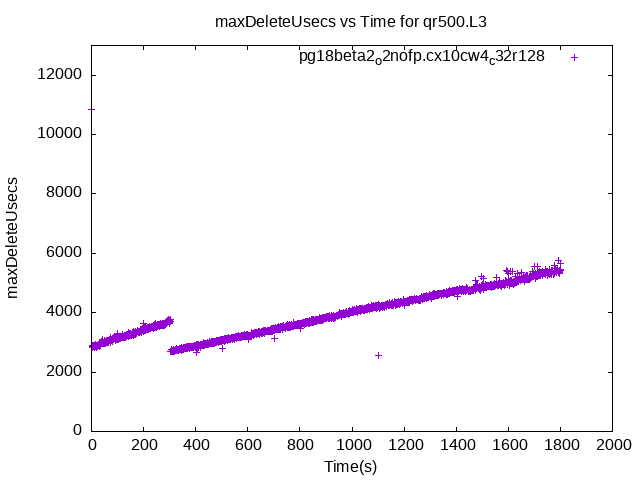 maxDeleteUsecs vs Time for qr500.L3
pg18beta2_o2nofp.cx10cw4_c32r128
12000
10000
8000
6000
4000
2000
0
maxDeleteUsecs
0 200 400 600 800 1000 1200 1400 1600 1800 2000
Time(s)